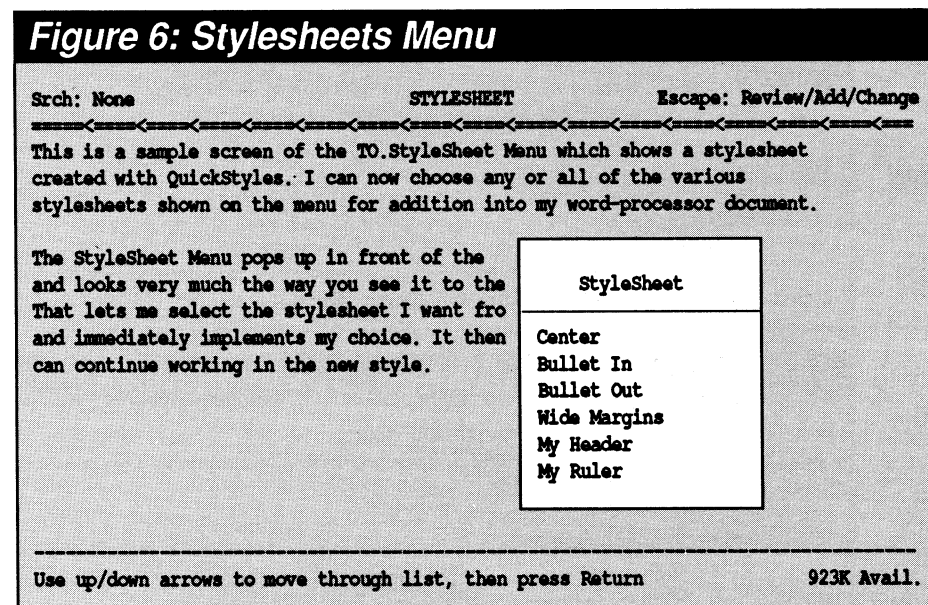 Figure 6: Stylesheets Menu
Srch: None STYLESHEET Escape: Review/Add/Change
=====<====<====<====<====<====<====<====<====<====<====<====<====<====<====<===
This is a sample screen of the TO.StyleSheet Menu which shows a stylesheet
created with QuickStyles. I can now choose any or all of the various
stylesheets shown on the menu for addition into my word-processor document.
The StyleSheet Menu pops up in front of the
and looks very much the way you see it to the
That lets me select the stylesheet I want fro
and immediately implements my choice. It then
can continue working in the new style.
StyleSheet
Center
Bullet In
Bullet Out
Wide Margins
My Header
My Ruler
Use up/down arrows to move through list, then press Return 923K Avail.